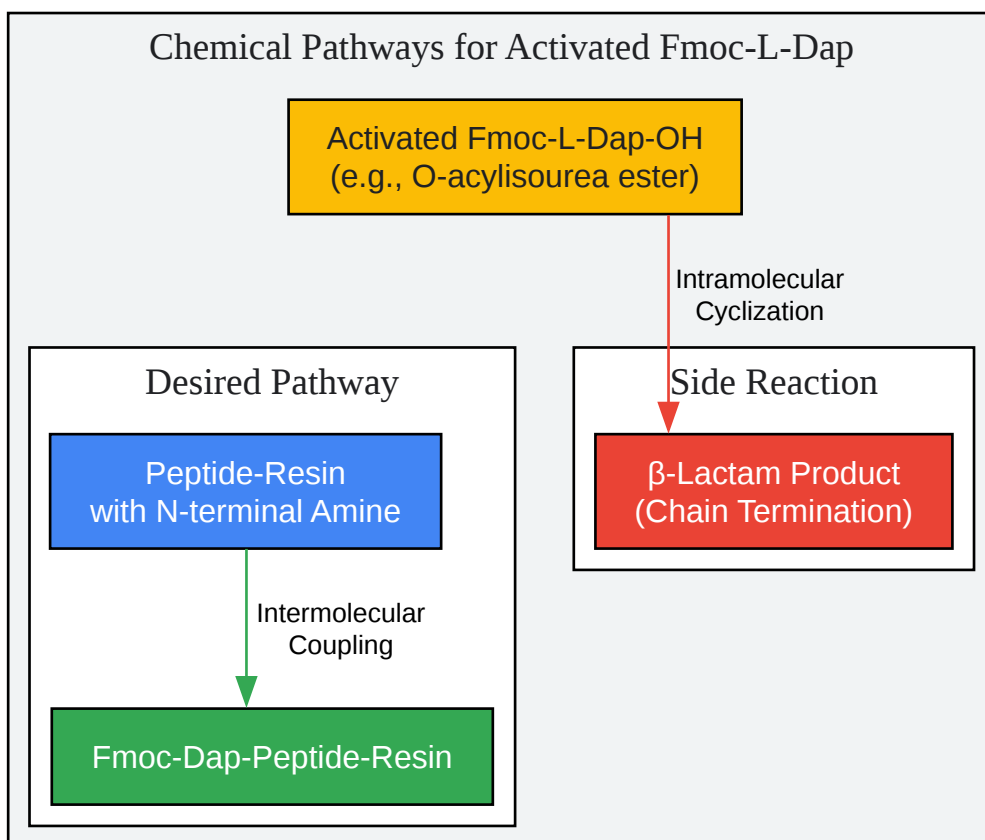 Chemical Pathways for Activated Fmoc-L-Dap
Activated Fmoc-L-Dap-OH
(e.g., O-acylisourea ester)
Intramolecular
Cyclization
Desired Pathway
Peptide-Resin
with N-terminal Amine
Intermolecular
Coupling
Fmoc-Dap-Peptide-Resin
Side Reaction
β-Lactam Product
(Chain Termination)